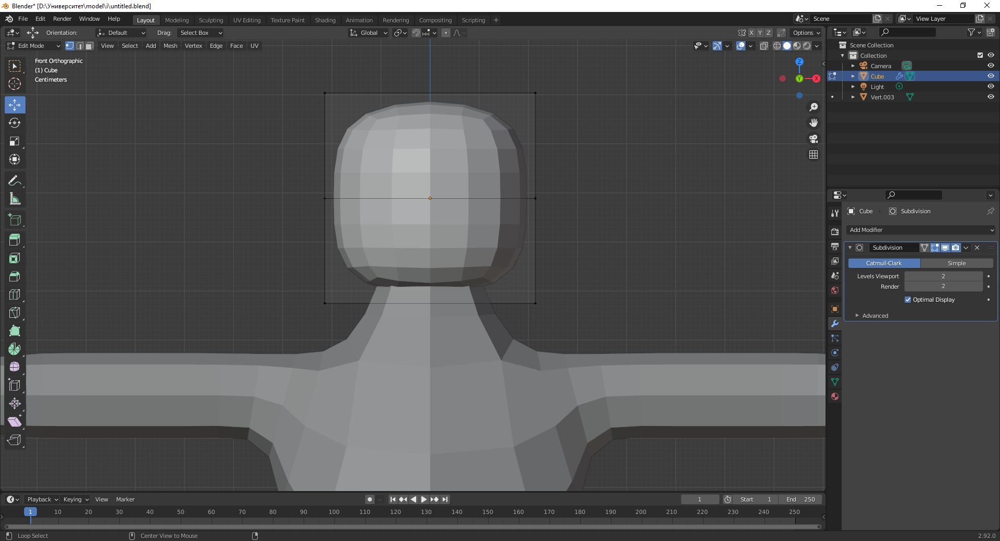 Blender* [D:\Университет\model\i\untitled.blend]
File Edit Render Window Help Layout Modeling Sculpting UV Editing Texture Paint Shading Animation Rendering Compositing Scripting + Scene View Layer
Orientation: Default Drag: Select Box Global X Y Z Options
Edit Mode View Select Add Mesh Vertex Edge Face UV
Front Orthographic
(1) Cube
Centimeters
Z
Y
X
Scene Collection
Collection
Camera
Cube
Light
Vert.003
Cube Subdivision
Add Modifier
Subdivision
Catmull-Clark Simple
Levels Viewport 2
Render 2
Optimal Display
Advanced
Playback Keying View Marker 1 Start 1 End 250
1 10 20 30 40 50 60 70 80 90 100 110 120 130 140 150 160 170 180 190 200 210 220 230 240 250
Loop Select Center View to Mouse 2.92.0